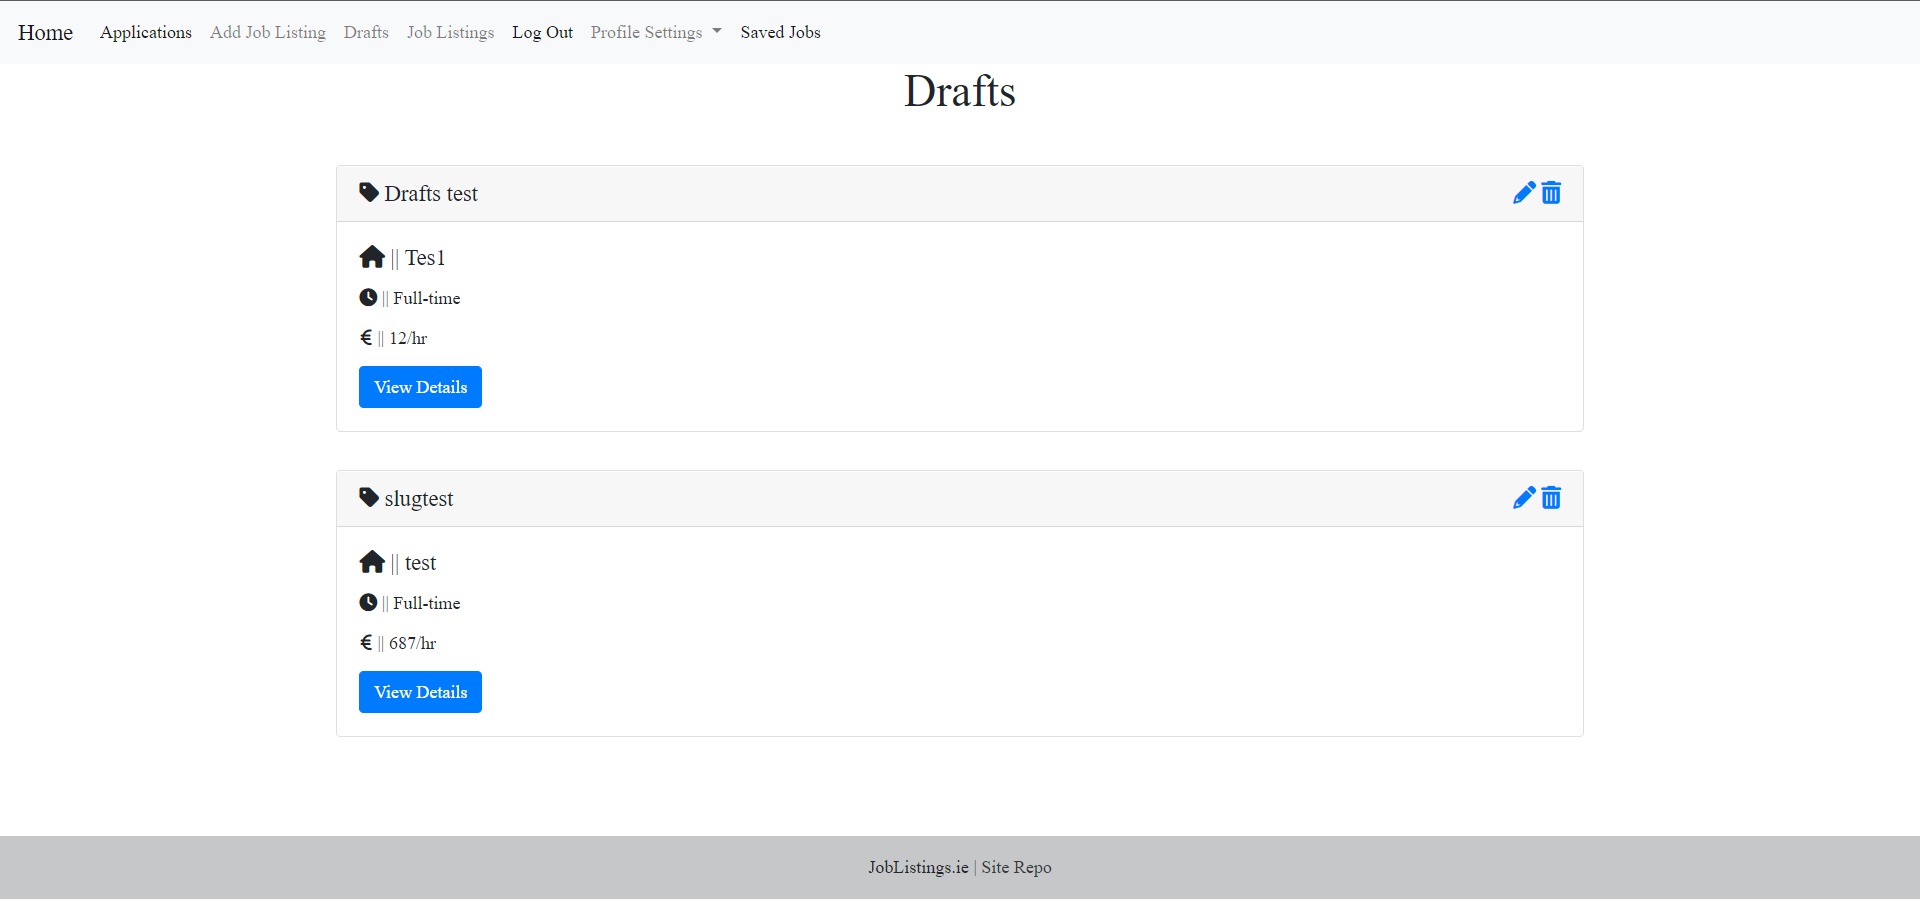 Home Applications Add Job Listing Drafts Job Listings Log Out Profile Settings Saved Jobs
Drafts
Drafts test
|| Tes1
|| Full-time
€ || 12/hr
View Details
slugtest
|| test
|| Full-time
€ || 687/hr
View Details
JobListings.ie | Site Repo